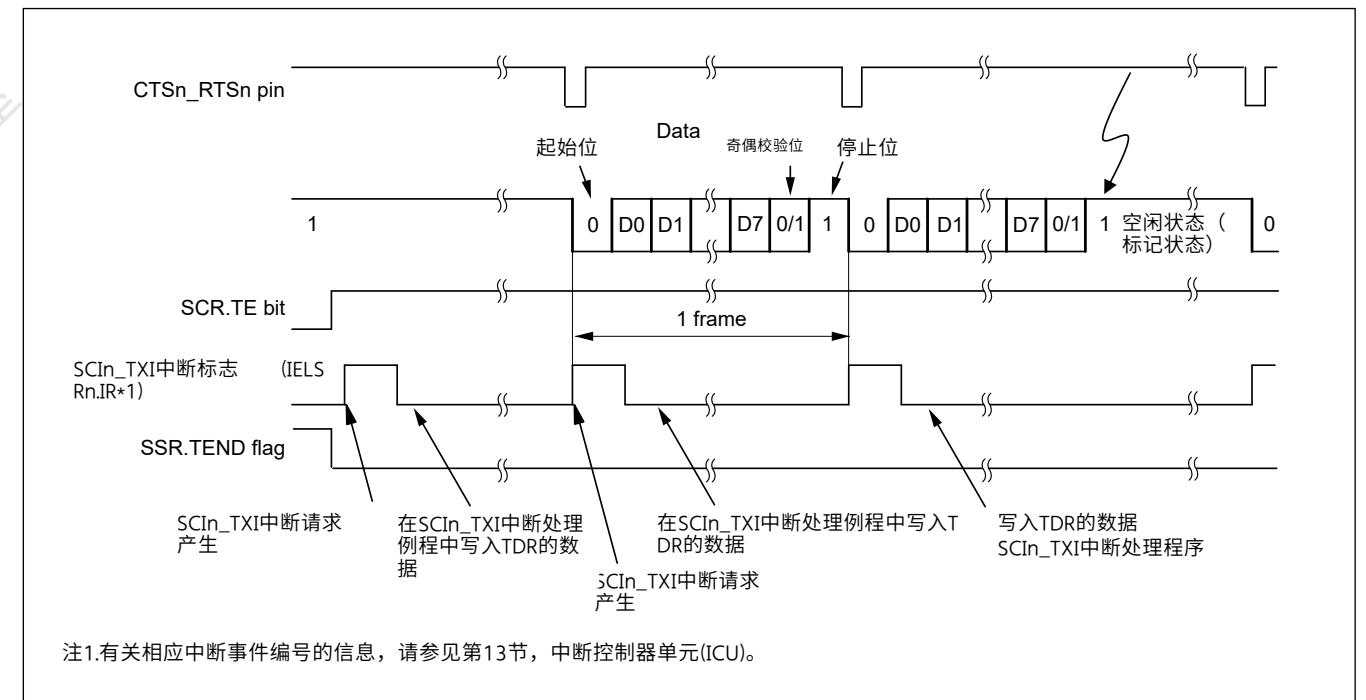 CTSn_RTSn pin
Data
起始位
奇偶校验位
停止位
1
0
D0
D1
D7
0/1
1
0
D0
D1
D7
0/1
1
空闲状态（
标记状态）
0
SCR.TE bit
1 frame
SCIn_TXI中断标志 (IELS
Rn.IR*1)
SSR.TEND flag
SCIn_TXI中断请求
产生
在SCIn_TXI中断处理
例程中写入TDR的数
据
SCIn_TXI中断请求
产生
在SCIn_TXI中断处理例程中写入T
DR的数据
写入TDR的数据
SCIn_TXI中断处理程序
注1.有关相应中断事件编号的信息，请参见第13节，中断控制器单元(ICU)。